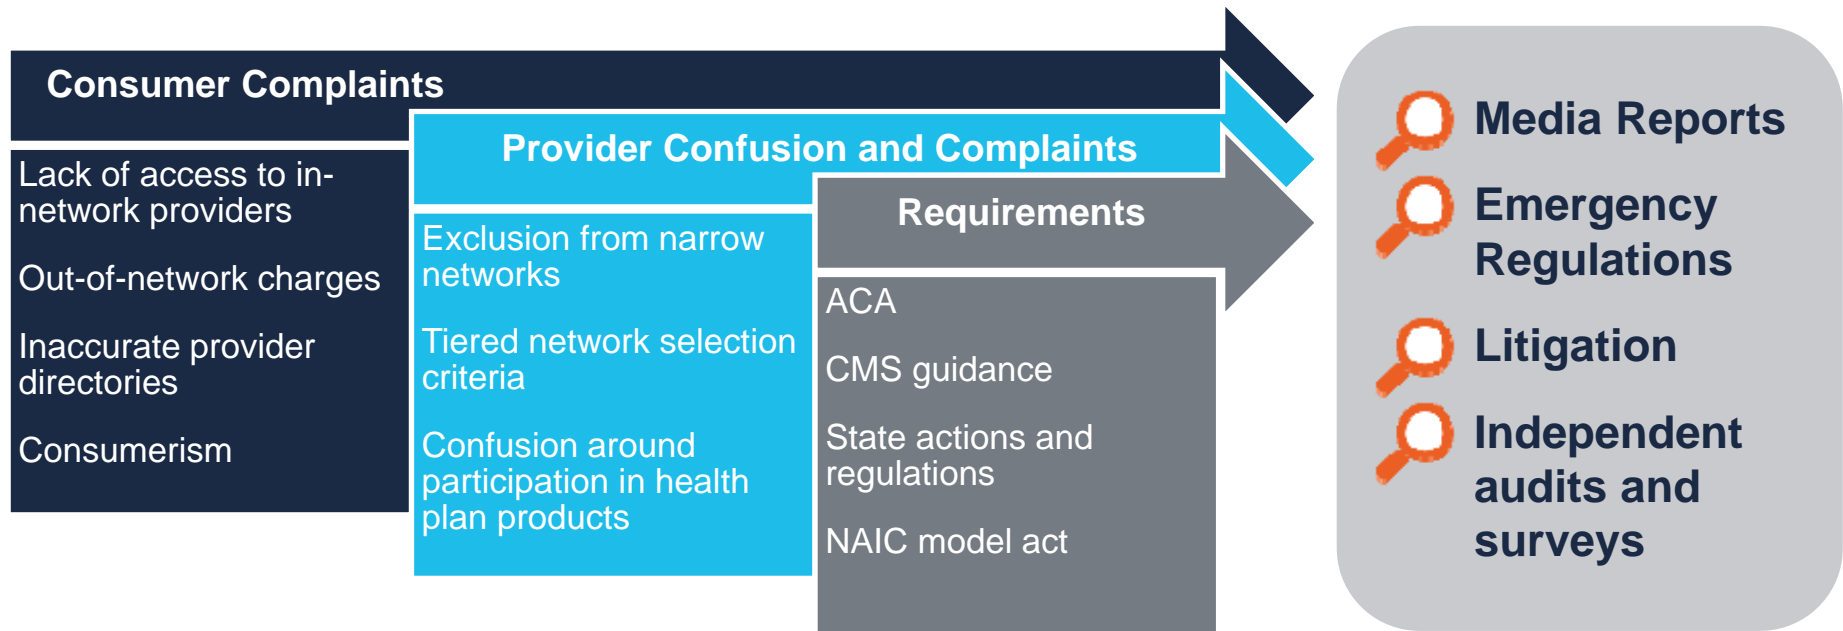 Consumer Complaints
Lack of access to in-
network providers
Out-of-network charges
Inaccurate provider
directories
Consumerism
Provider Confusion and Complaints
Exclusion from narrow
networks
Tiered network selection
criteria
Confusion around
participation in health
plan products
Requirements
ACA
CMS guidance
State actions and
regulations
NAIC model act
Media Reports
Emergency
Regulations
Litigation
Independent
audits and
surveys